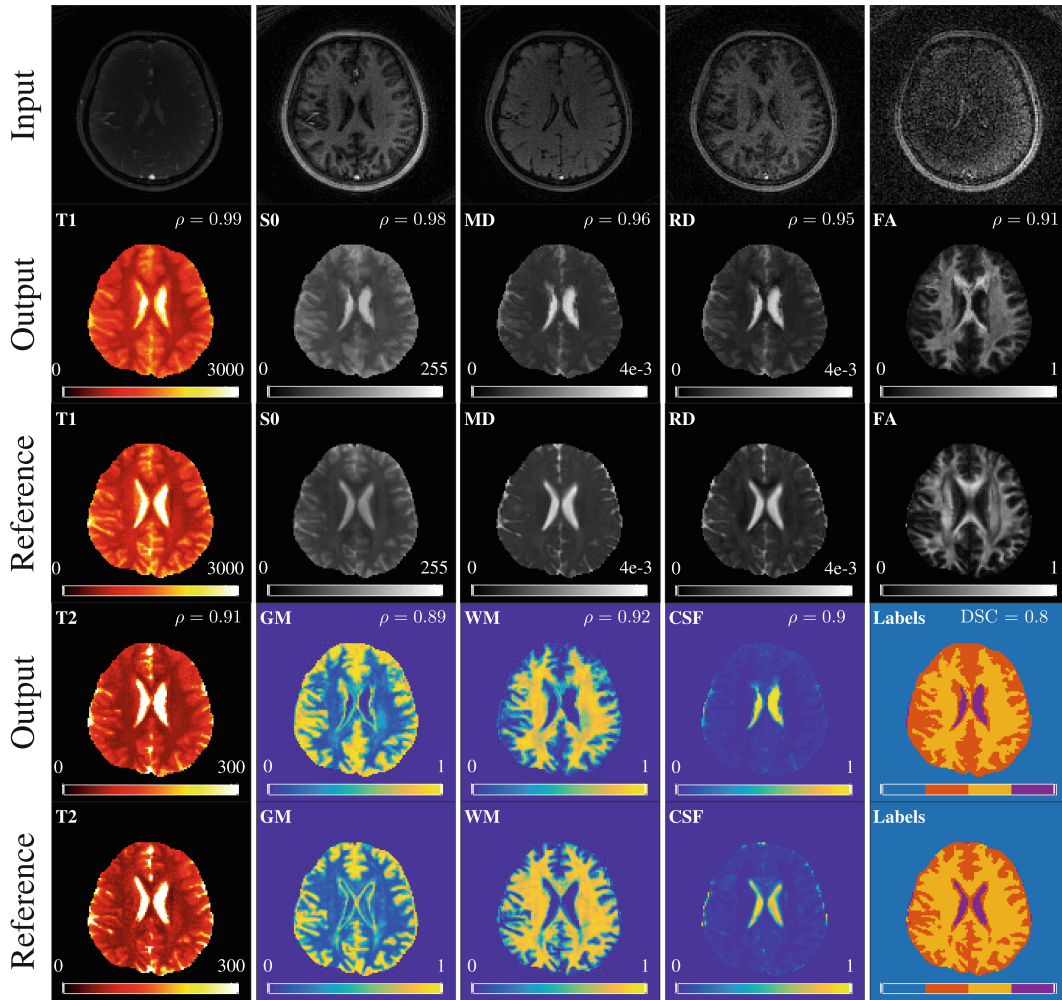 Input
Output
T1 ρ = 0.99
0 3000
S0 ρ = 0.98
0 255
MD ρ = 0.96
0 4e-3
RD ρ = 0.95
0 4e-3
FA ρ = 0.91
0 1
Reference
T1
0 3000
S0
0 255
MD
0 4e-3
RD
0 4e-3
FA
0 1
Output
T2 ρ = 0.91
0 300
GM ρ = 0.89
0 1
WM ρ = 0.92
0 1
CSF ρ = 0.9
0 1
Labels DSC = 0.8
Reference
T2
0 300
GM
0 1
WM
0 1
CSF
0 1
Labels